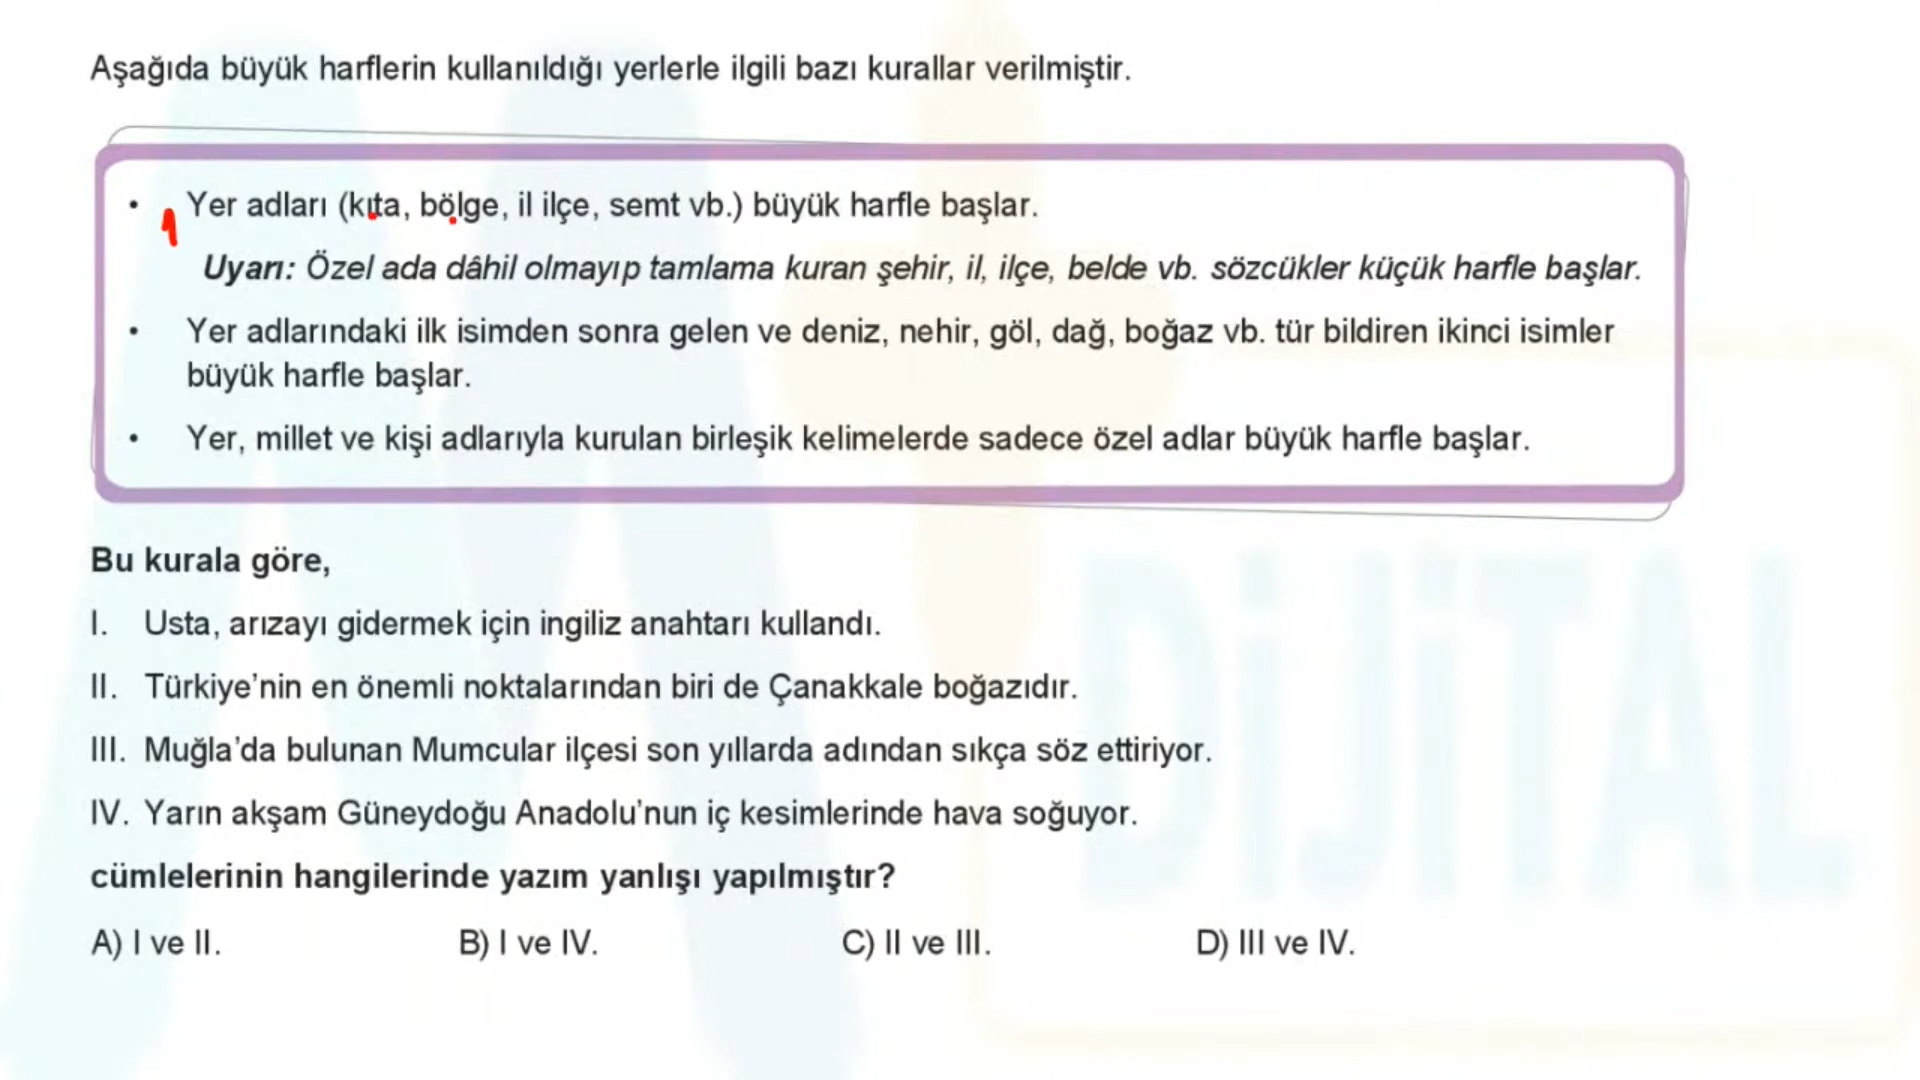 Aşağıda büyük harflerin kullanıldığı yerlerle ilgili bazı kurallar verilmiştir.
• Yer adları (kıta, bölge, il ilçe, semt vb.) büyük harfle başlar.
1
Uyarı: Özel ada dâhil olmayıp tamlama kuran şehir, il, ilçe, belde vb. sözcükler küçük harfle başlar.
• Yer adlarındaki ilk isimden sonra gelen ve deniz, nehir, göl, dağ, boğaz vb. tür bildiren ikinci isimler
büyük harfle başlar.
• Yer, millet ve kişi adlarıyla kurulan birleşik kelimelerde sadece özel adlar büyük harfle başlar.
Bu kurala göre,
I. Usta, arızayı gidermek için ingiliz anahtarı kullandı.
II. Türkiye’nin en önemli noktalarından biri de Çanakkale boğazıdır.
III. Muğla’da bulunan Mumcular ilçesi son yıllarda adından sıkça söz ettiriyor.
IV. Yarın akşam Güneydoğu Anadolu’nun iç kesimlerinde hava soğuyor.
cümlelerinin hangilerinde yazım yanlışı yapılmıştır?
A) I ve II. B) I ve IV. C) II ve III. D) III ve IV.
DİJİTAL